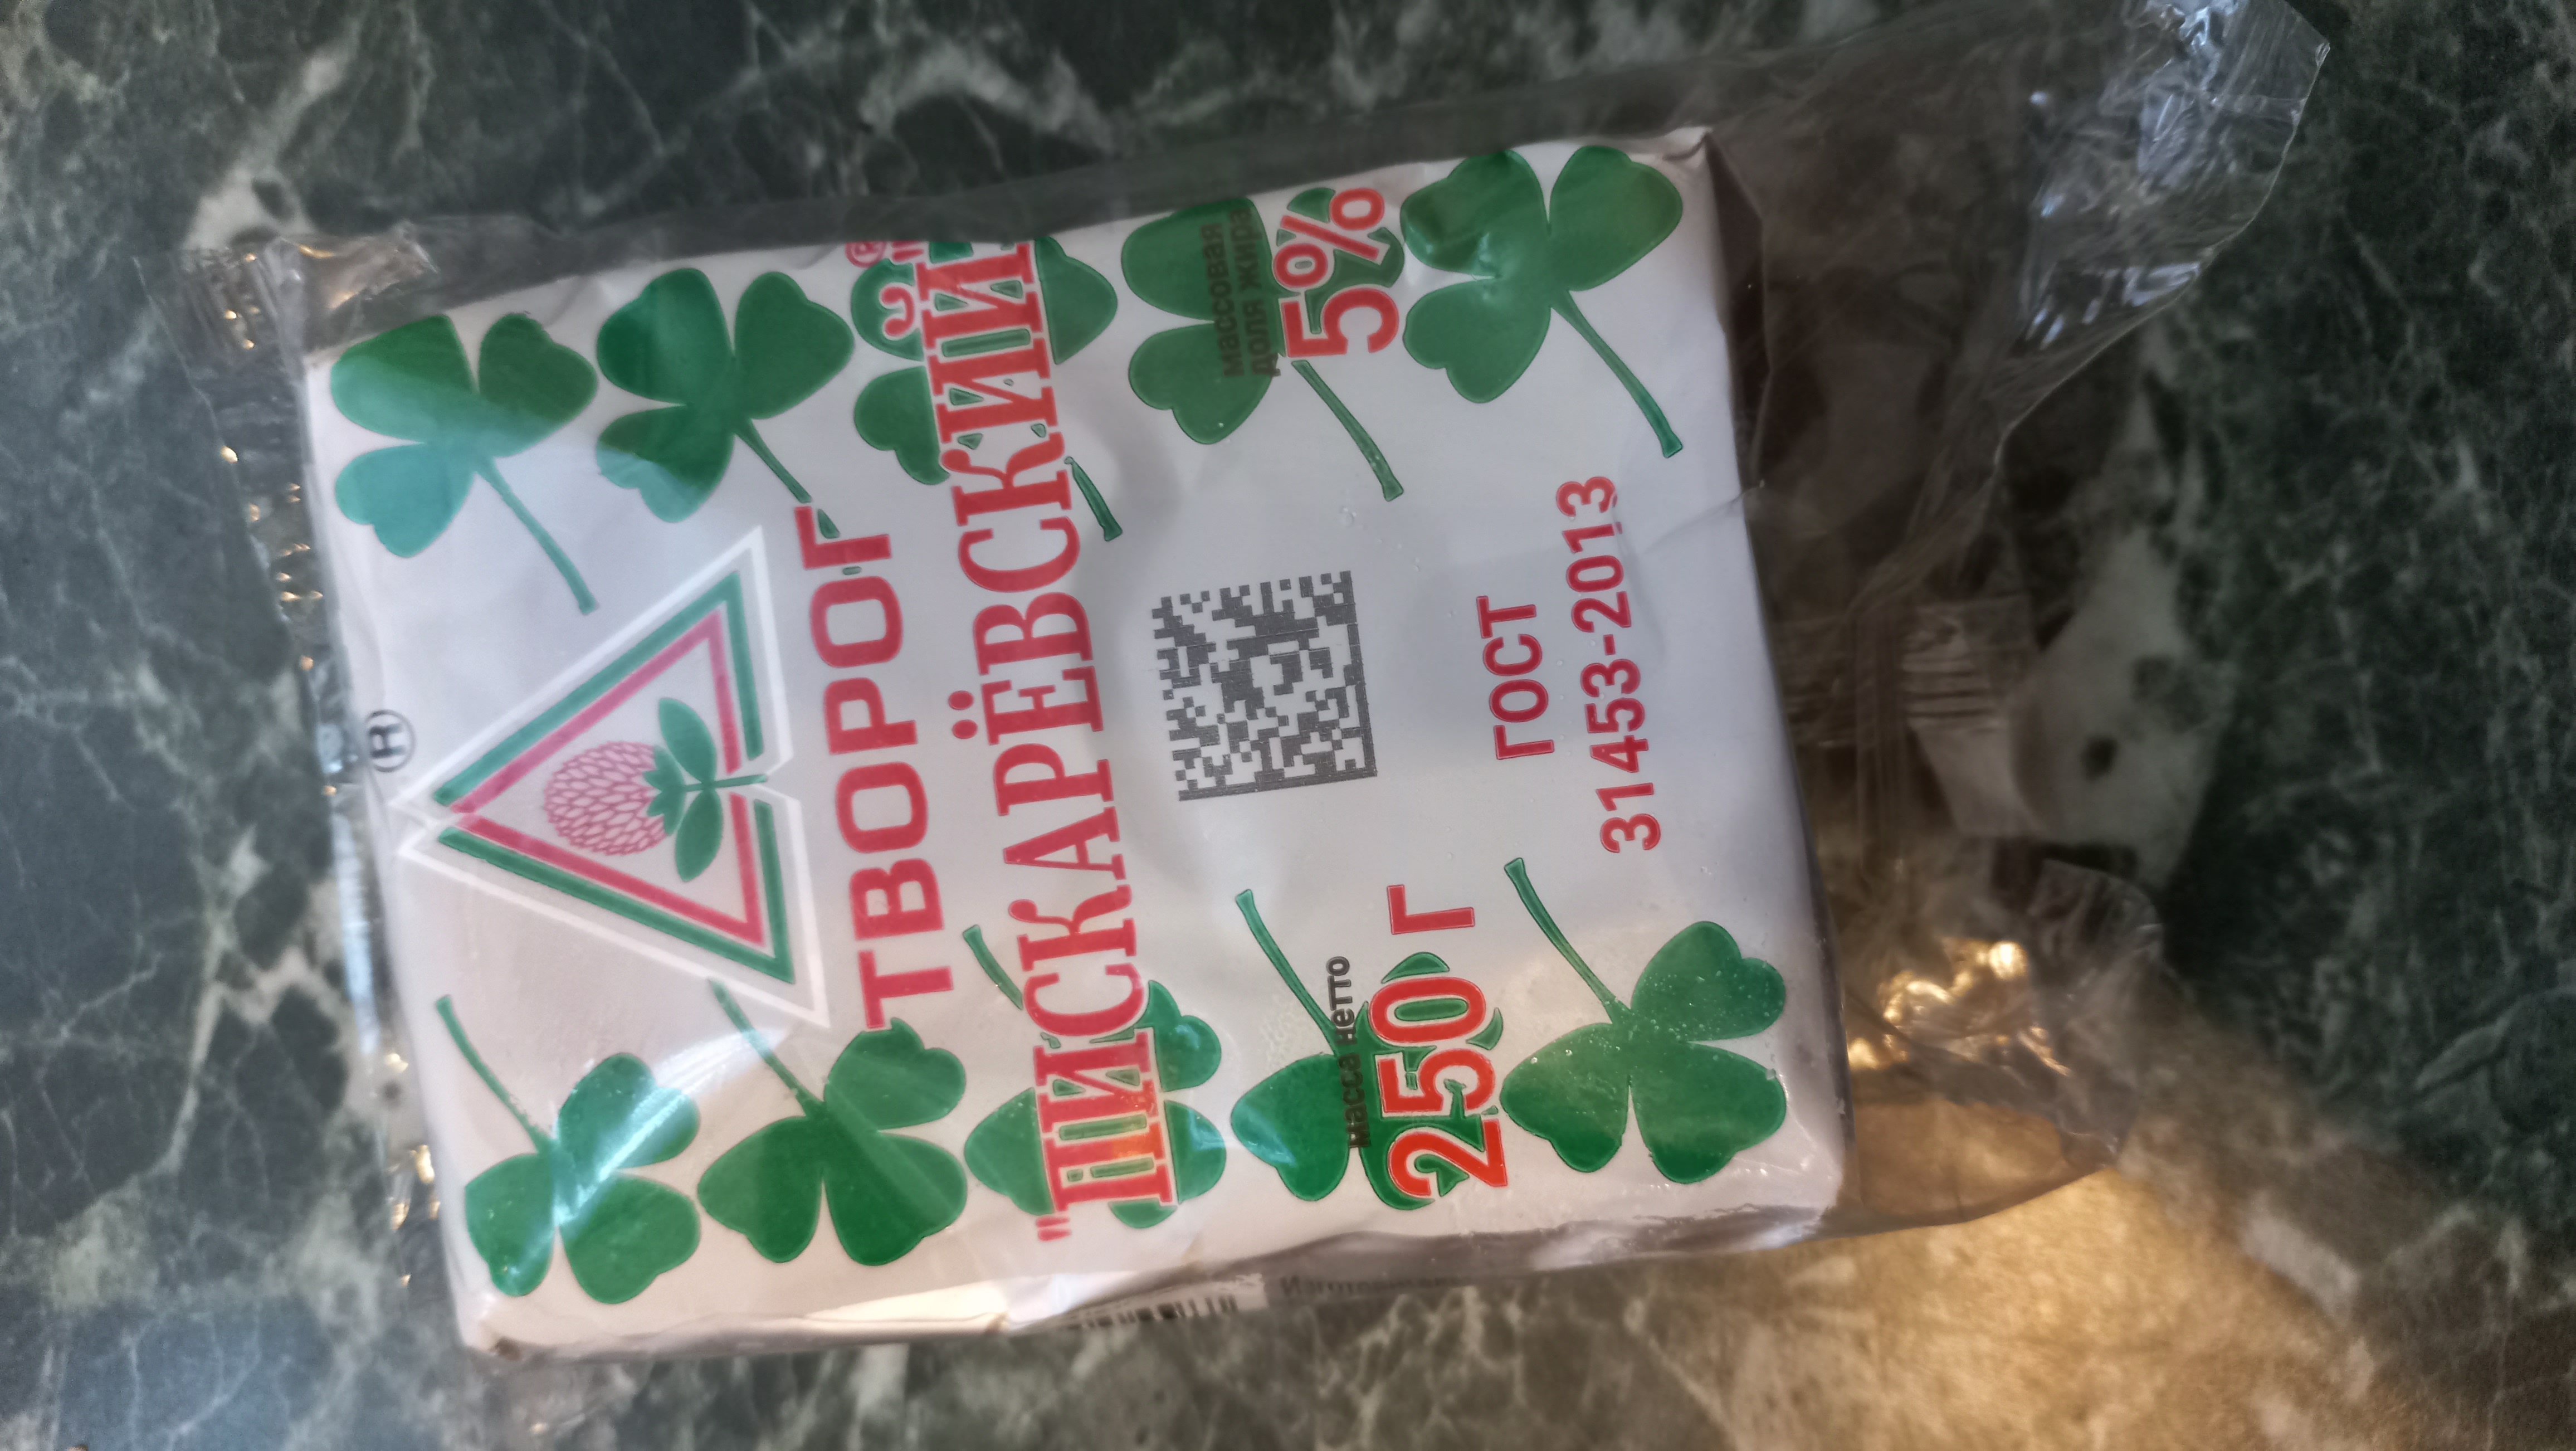 ®
ТВОРОГ
"ПИСКАРЁВСКИЙ"®
массовая
доля жира
5%
масса нетто
250 г
ГОСТ
31453-2013